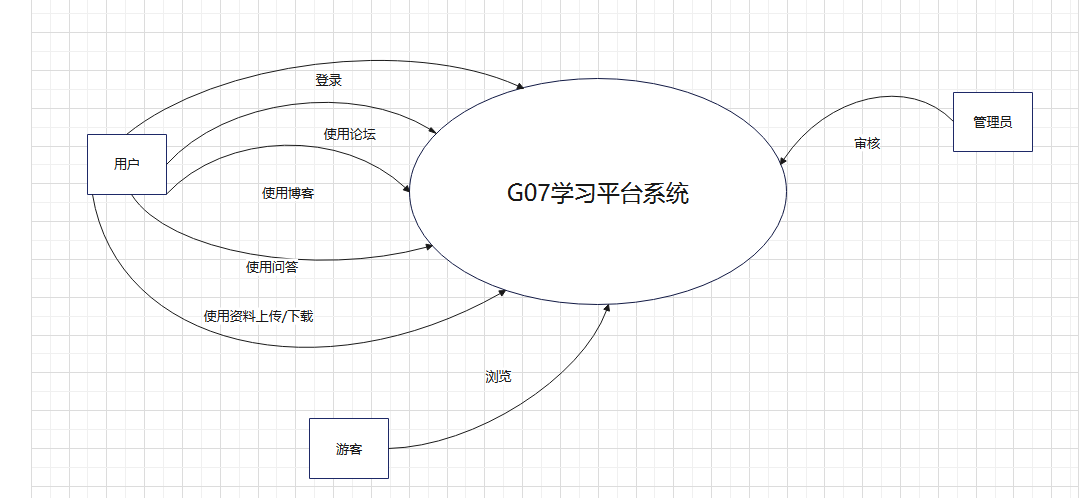 登录
管理员
使用论坛
审核
用户
使用博客
G07学习平台系统
使用问答
使用资料上传/下载
浏览
游客